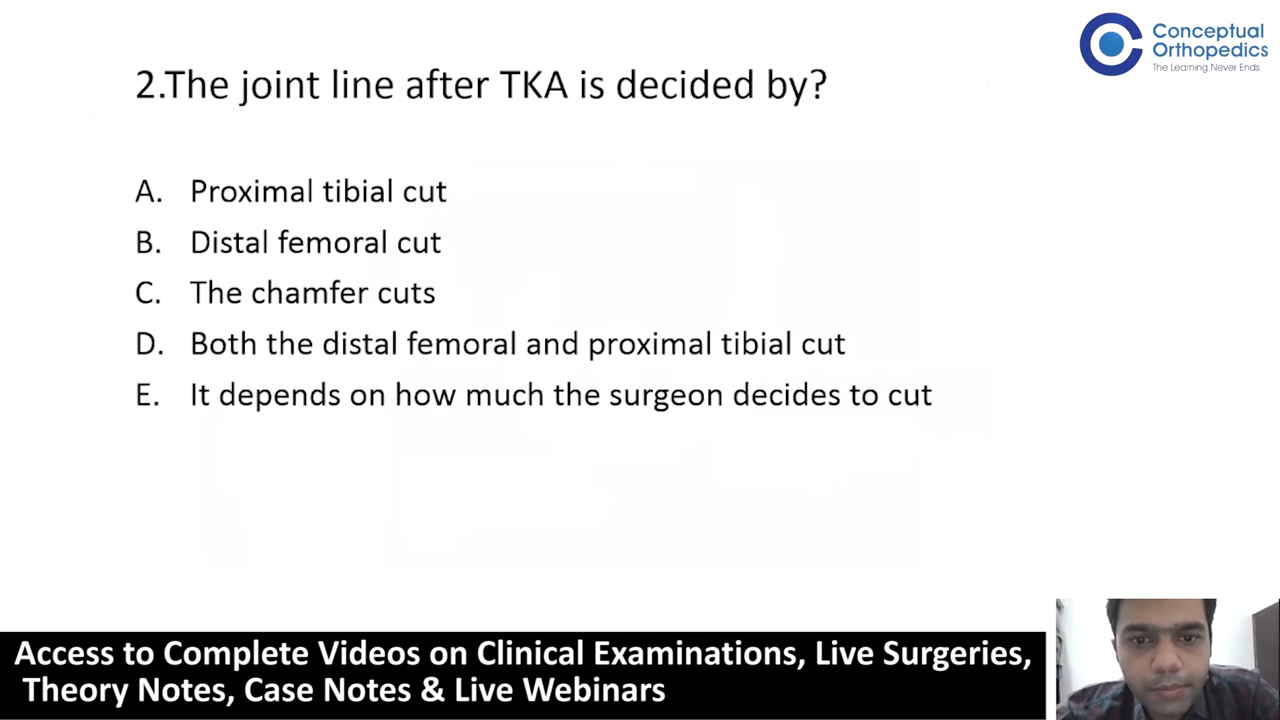 Conceptual
Orthopedics
The Learning Never Ends
2.The joint line after TKA is decided by?
A. Proximal tibial cut
B. Distal femoral cut
C. The chamfer cuts
D. Both the distal femoral and proximal tibial cut
E. It depends on how much the surgeon decides to cut
Access to Complete Videos on Clinical Examinations, Live Surgeries,
Theory Notes, Case Notes & Live Webinars